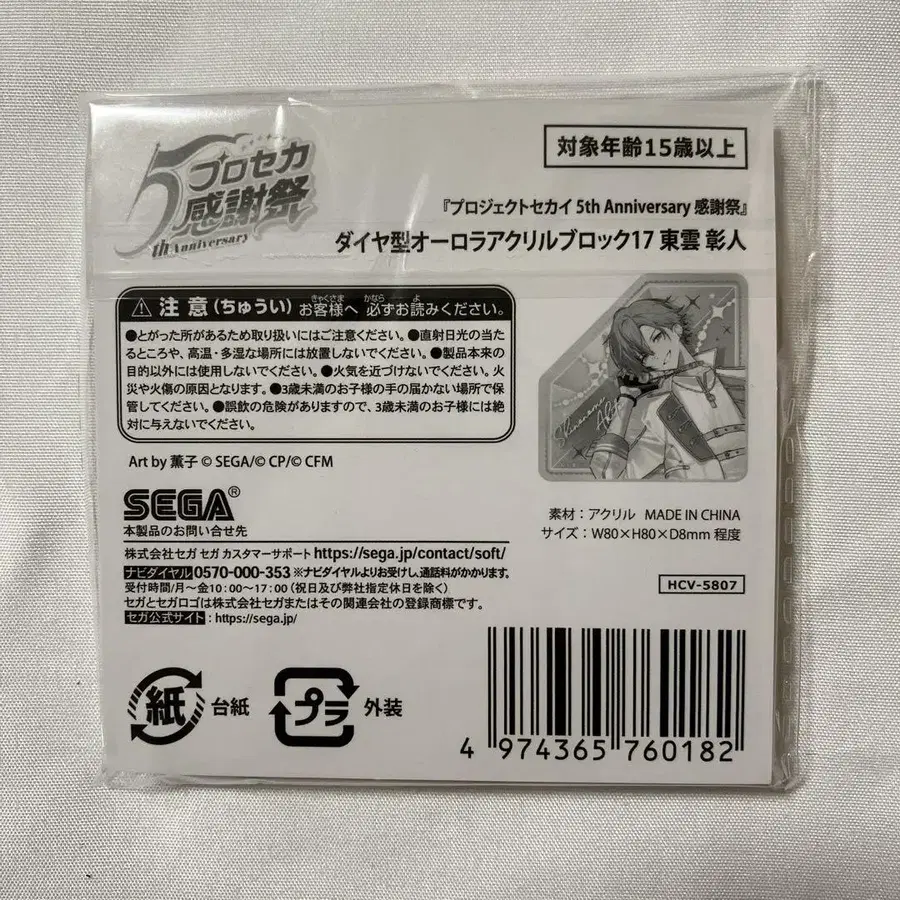 5
プロセカ
感謝祭
th Anniversary
対象年齢15歳以上
『プロジェクトセカイ 5th Anniversary 感謝祭』
ダイヤ型オーロラアクリルブロック17 東雲 彰人
注意(ちゅうい) お客様へ 必ずお読みください。
きゃくさま かなら よ
●とがった所があるため取り扱いにはご注意ください。●直射日光の当た
るところや、高温・多湿な場所には放置しないでください。●製品本来の
目的以外には使用しないでください。●火気を近づけないでください。火
災や火傷の原因となります。●3歳未満のお子様の手の届かない場所で保
管してください。●誤飲の危険がありますので、3歳未満のお子様には絶
対に与えないでください。
Art by 薫子 © SEGA/© CP/© CFM
SEGA®
本製品のお問い合せ先
株式会社セガ セガ カスタマーサポート https://sega.jp/contact/soft/
ナビダイヤル 0570-000-353 ※ナビダイヤルよりお受けし、通話料がかかります。
受付時間/月~金10:00~17:00(祝日及び弊社指定休日を除く)
セガとセガロゴは株式会社セガまたはその関連会社の登録商標です。
セガ公式サイト : https://sega.jp/
素材:アクリル MADE IN CHINA
サイズ:W80×H80×D8mm 程度
HCV-5807
紙 台紙
プラ 外装
4 974365 760182